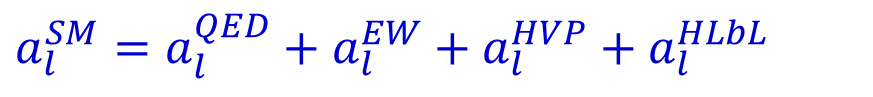 $a_l^{SM} = a_l^{QED} + a_l^{EW} + a_l^{HVP} + a_l^{HLbL}$